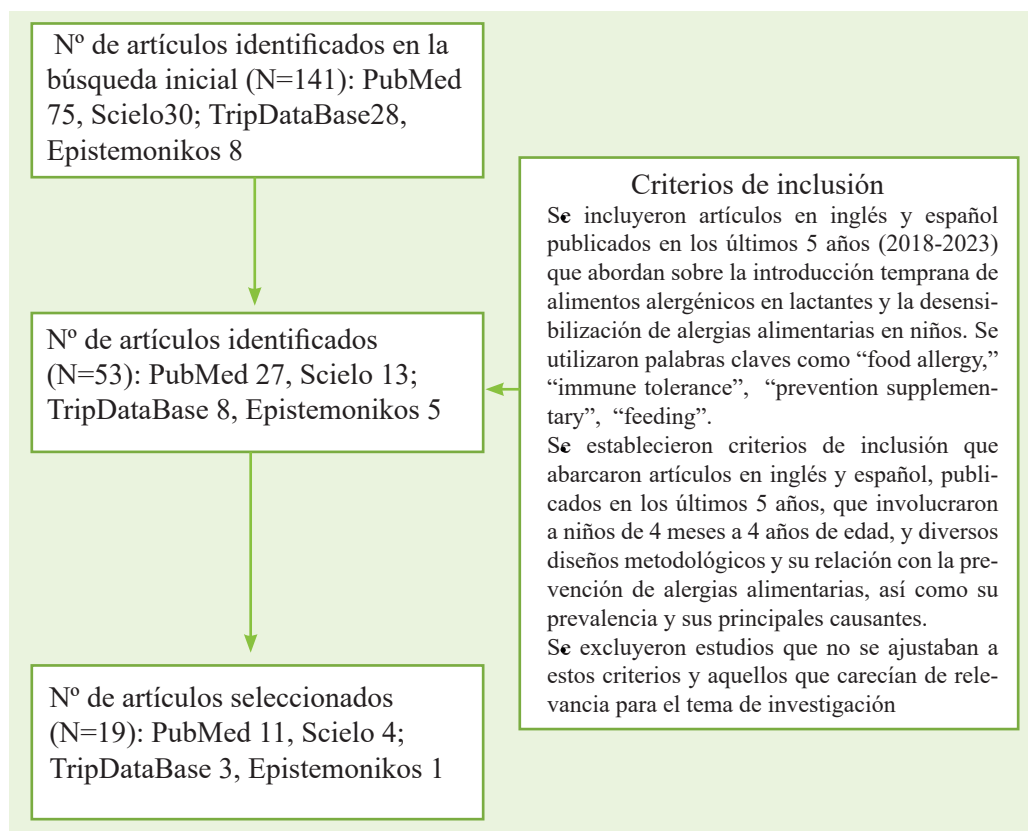 Nº de artículos identificados en la
búsqueda inicial (N=141): PubMed
75, Scielo30; TripDataBase28,
Epistemonikos 8
Nº de artículos identificados
(N=53): PubMed 27, Scielo 13;
TripDataBase 8, Epistemonikos 5
Nº de artículos seleccionados
(N=19): PubMed 11, Scielo 4;
TripDataBase 3, Epistemonikos 1
Criterios de inclusión
Se incluyeron artículos en inglés y español
publicados en los últimos 5 años (2018-2023)
que abordan sobre la introducción temprana de
alimentos alergénicos en lactantes y la desensi-
bilización de alergias alimentarias en niños. Se
utilizaron palabras claves como “food allergy,”
“immune tolerance”, “prevention supplemen-
tary”, “feeding”.
Se establecieron criterios de inclusión que
abarcaron artículos en inglés y español, publi-
cados en los últimos 5 años, que involucraron
a niños de 4 meses a 4 años de edad, y diversos
diseños metodológicos y su relación con la pre-
vención de alergias alimentarias, así como su
prevalencia y sus principales causantes.
Se excluyeron estudios que no se ajustaban a
estos criterios y aquellos que carecían de rele-
vancia para el tema de investigación